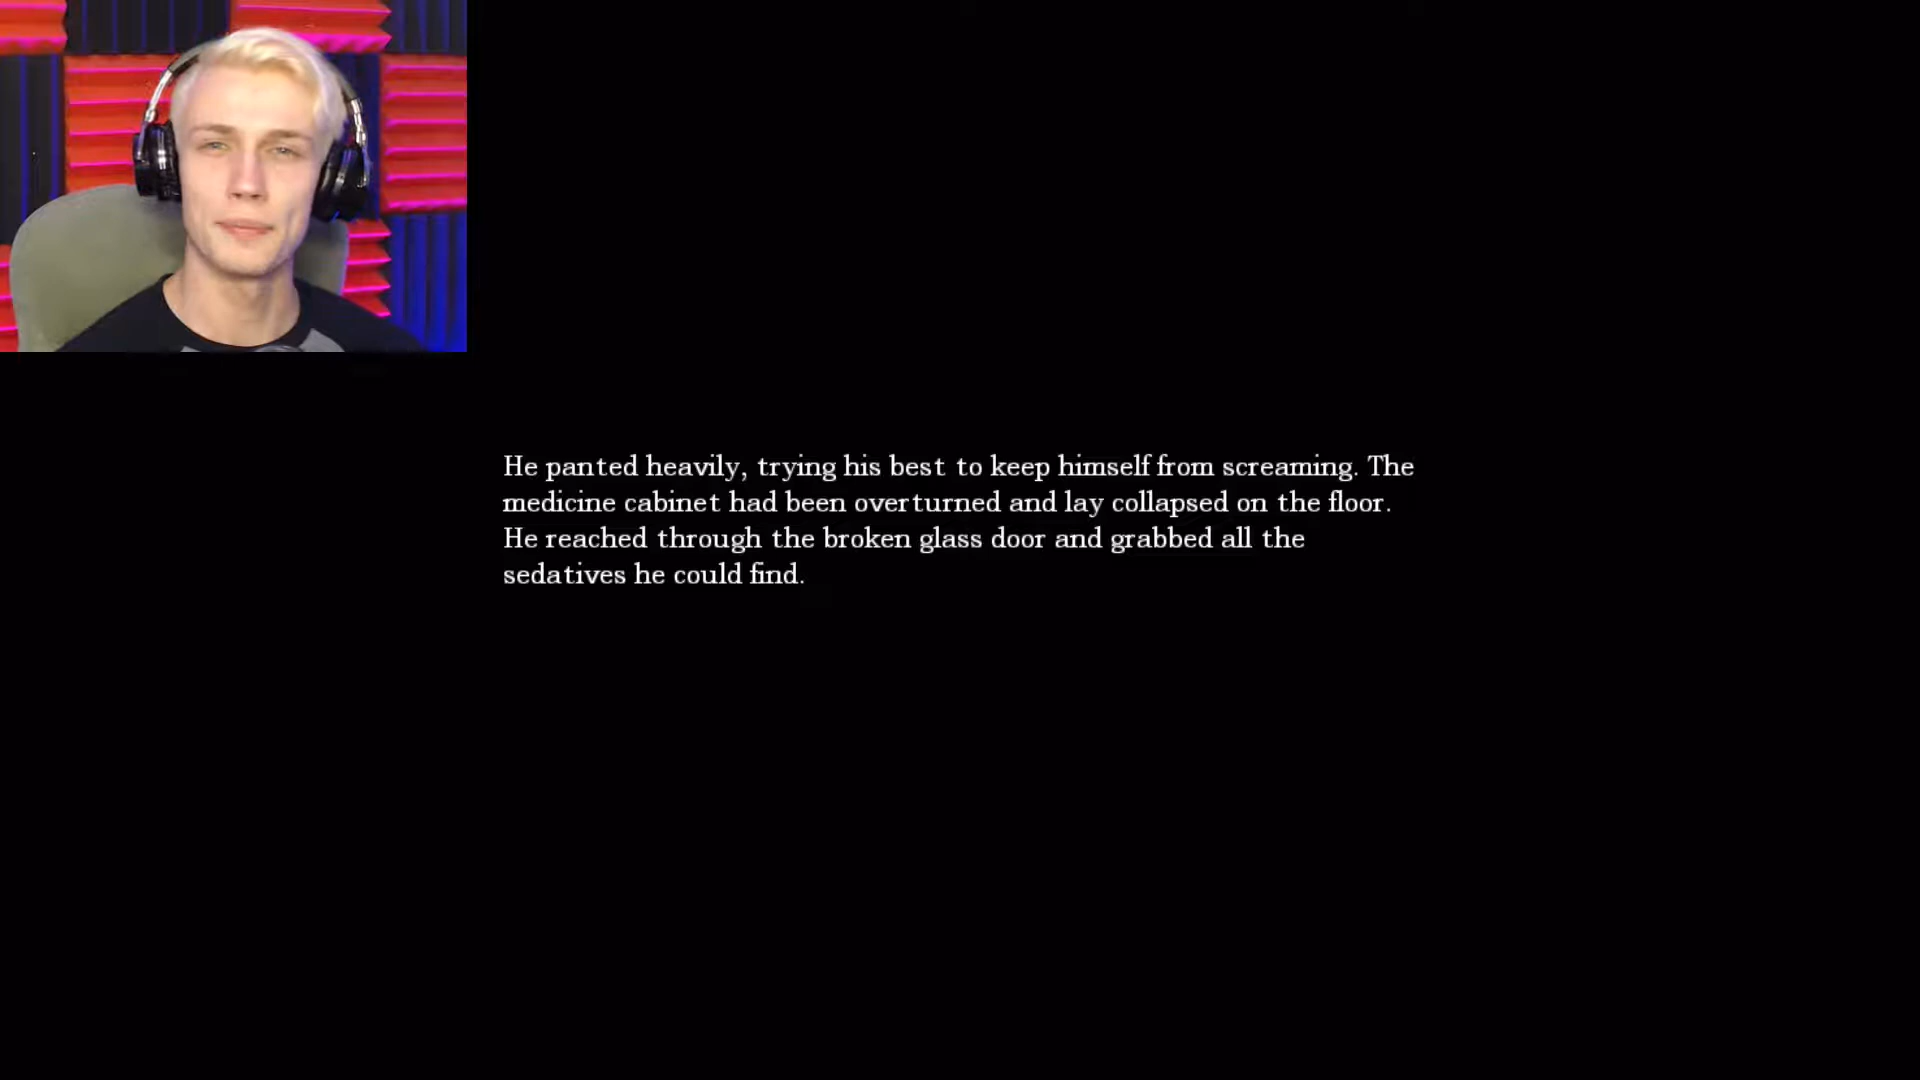 He panted heavily, trying his best to keep himself from screaming. The
medicine cabinet had been overturned and lay collapsed on the floor.
He reached through the broken glass door and grabbed all the
sedatives he could find.